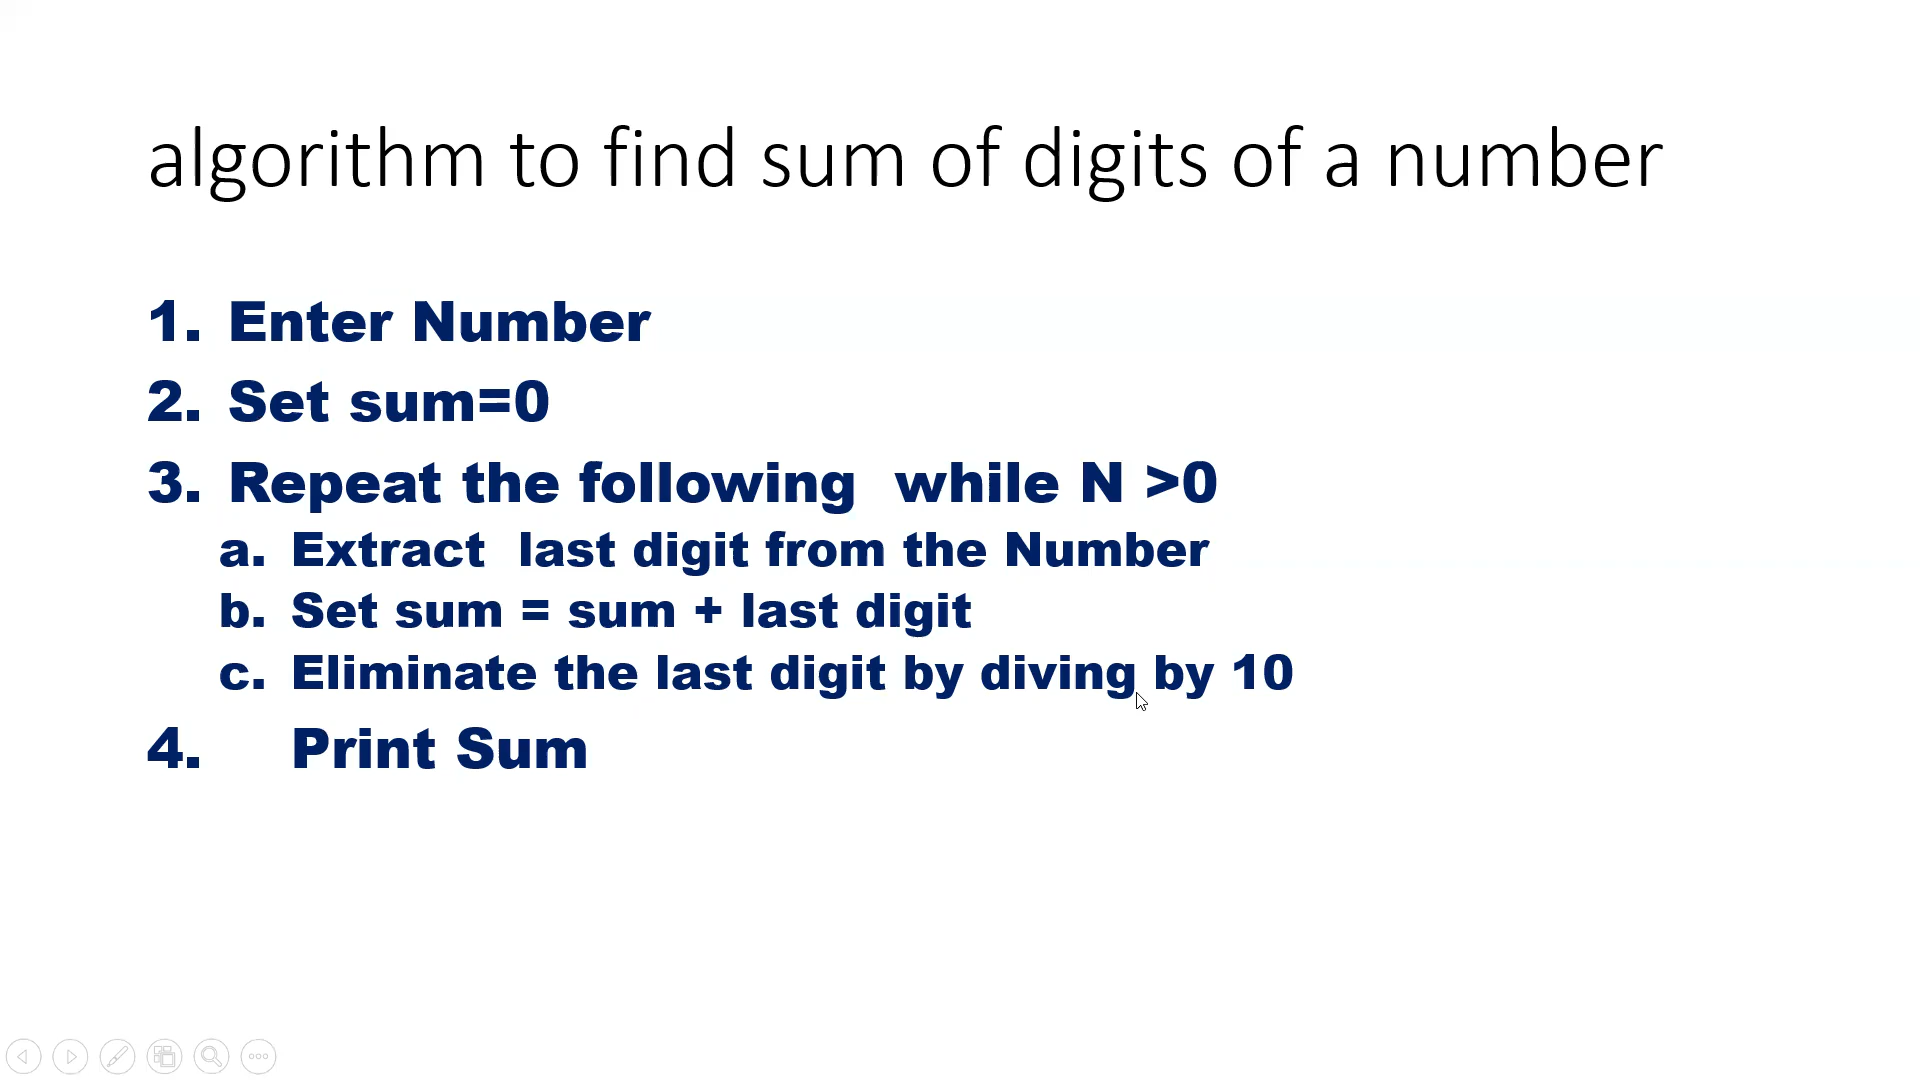 algorithm to find sum of digits of a number
1. Enter Number
2. Set sum=0
3. Repeat the following  while N >0
a. Extract  last digit from the Number
b. Set sum = sum + last digit
c. Eliminate the last digit by diving by 10
4. Print Sum